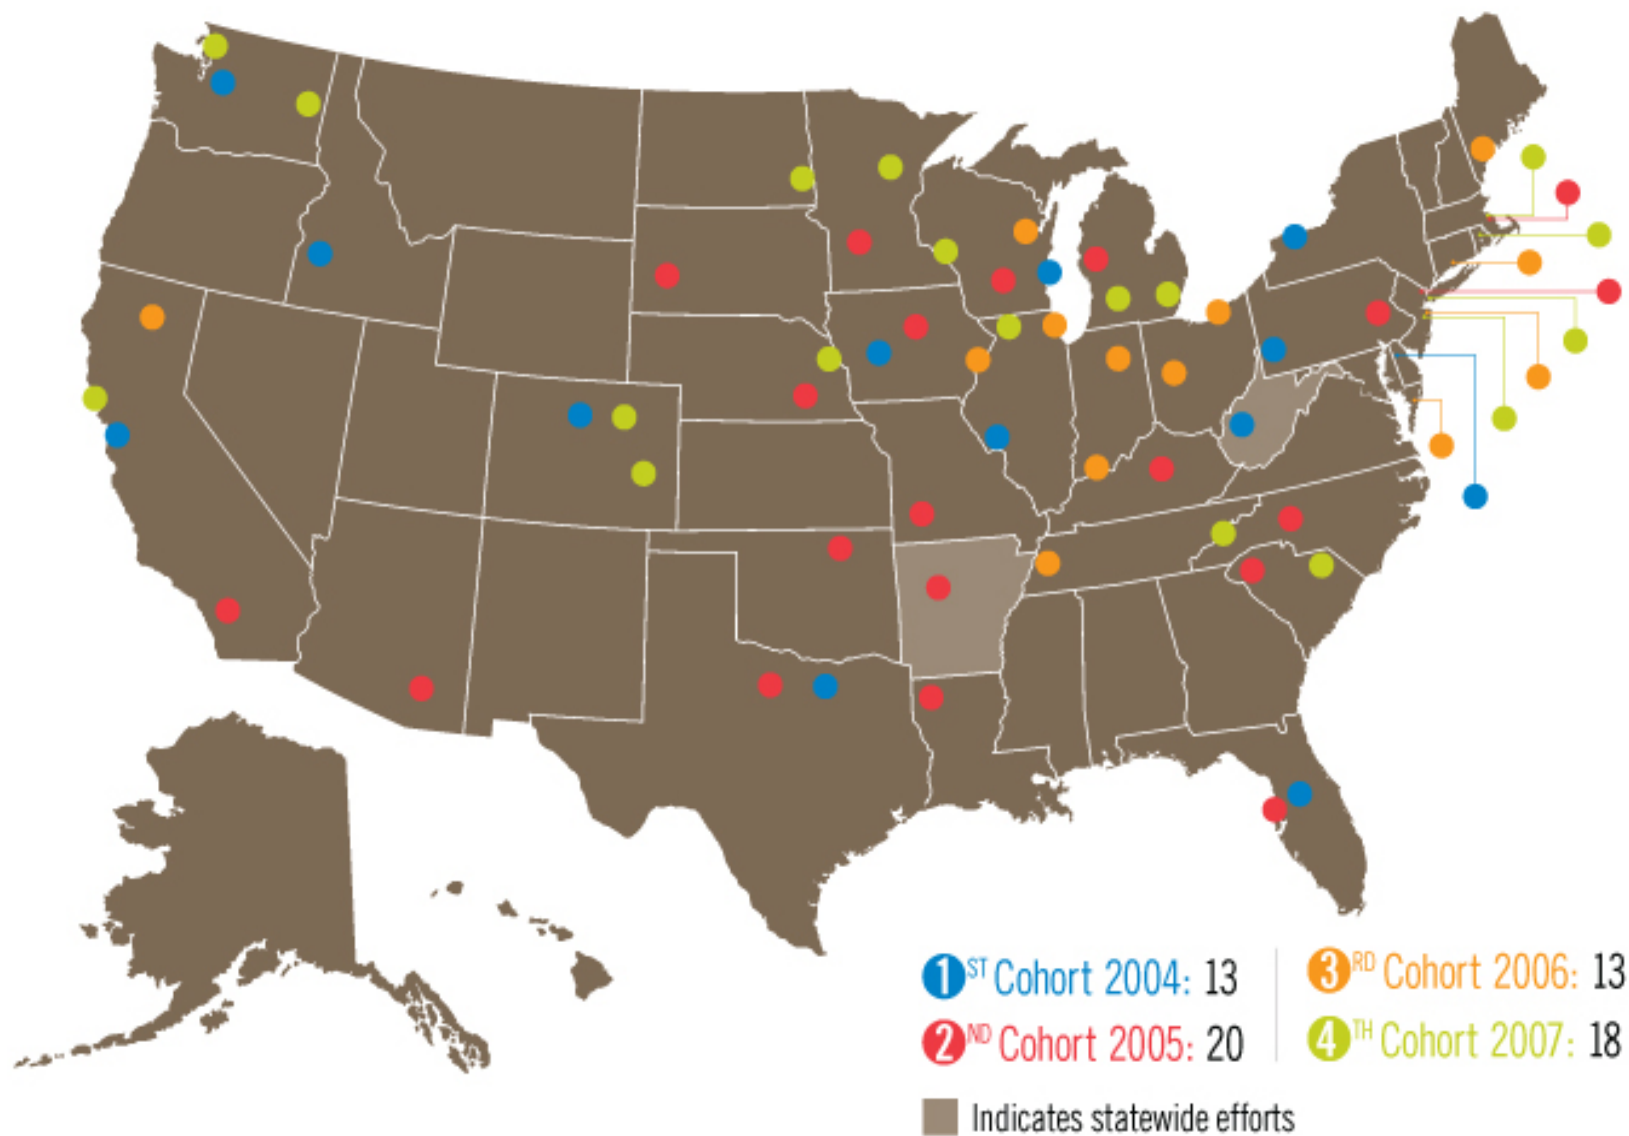 1ST Cohort 2004: 13
2ND Cohort 2005: 20
3RD Cohort 2006: 13
4TH Cohort 2007: 18
Indicates statewide efforts